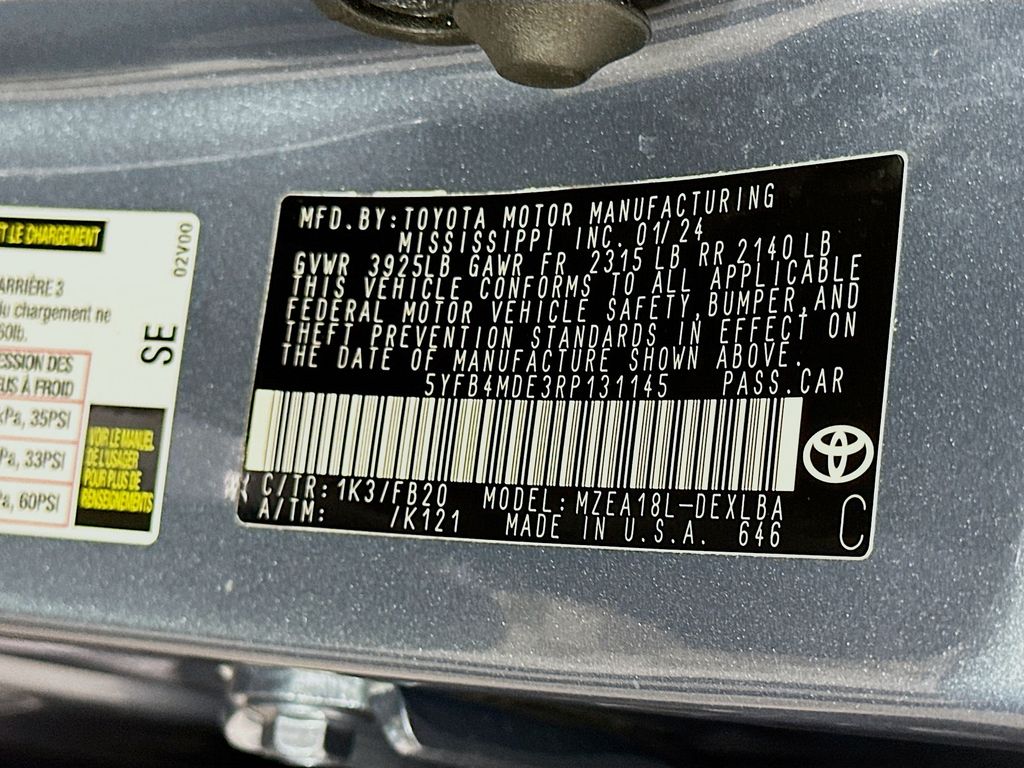 T LE CHARGEMENT
02V00
ARRIÈRE 3
du chargement ne
60lb.
SE
ESSION DES
EUS À FROID
kPa, 35PSI
kPa, 33PSI
Pa, 60PSI
VOIR LE MANUEL
DE L'USAGER
POUR PLUS DE
RENSEIGNEMENTS
MFD.BY:TOYOTA MOTOR MANUFACTURING
MISSISSIPPI INC. 01/24
GVWR 3925LB GAWR FR 2315 LB RR 2140 LB
THIS VEHICLE CONFORMS TO ALL APPLICABLE
FEDERAL MOTOR VEHICLE SAFETY,BUMPER,AND
THEFT PREVENTION STANDARDS IN EFFECT ON
THE DATE OF MANUFACTURE SHOWN ABOVE.
5YFB4MDE3RP131145 PASS.CAR
C/TR: 1K3/FB20 MODEL: MZEA18L-DEXLBA
A/TM: /K121 MADE IN U.S.A. 646
C